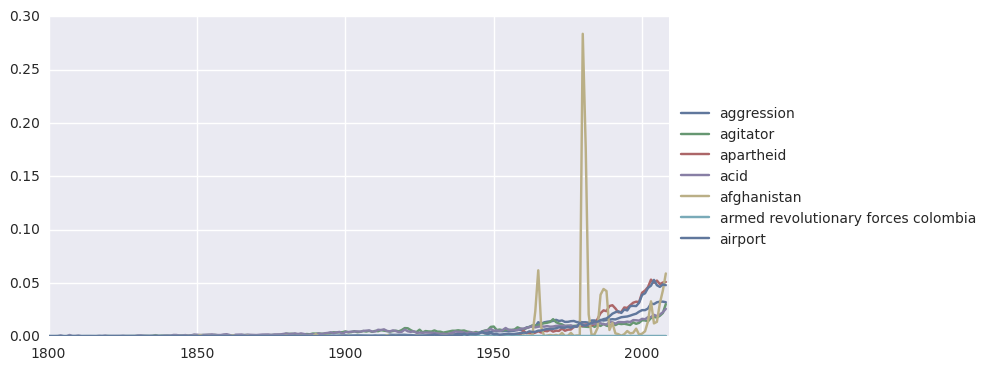 0.30
0.25
0.20
0.15
0.10
0.05
0.00
1800 1850 1900 1950 2000
aggression
agitator
apartheid
acid
afghanistan
armed revolutionary forces colombia
airport